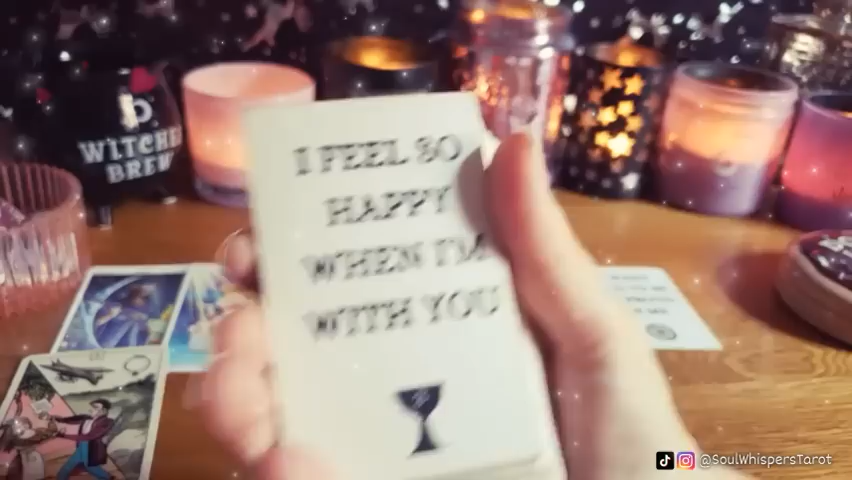 WITCHES
BREW
I FEEL SO
HAPPY
WHEN I'M
WITH YOU
@SoulWhispersTarot